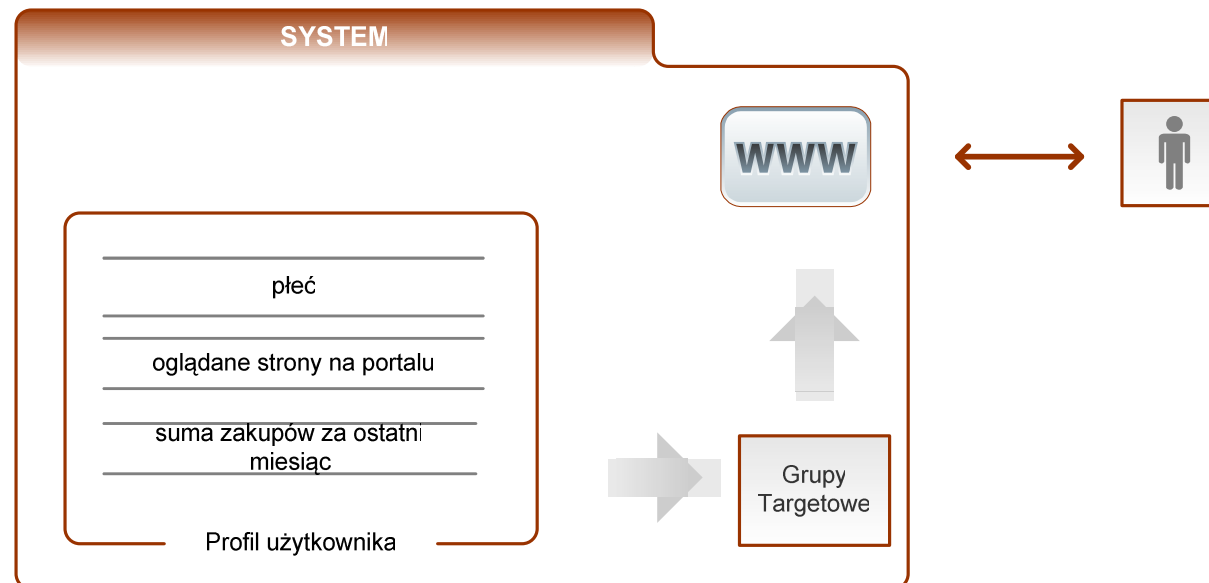 SYSTEM
WWW
płeć
oglądane strony na portalu
suma zakupów za ostatni
miesiąc
Grupy
Targetowe
Profil użytkownika